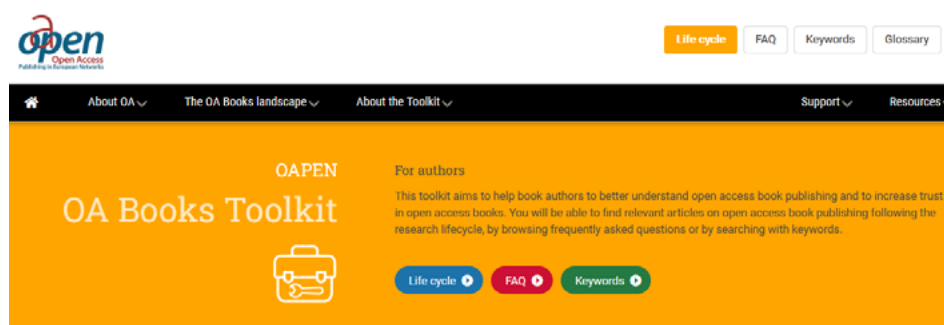 oapen
Open Access
Publishing in European Networks
Life cycle FAQ Keywords Glossary
About OA The OA Books landscape About the Toolkit Support Resources
OAPEN
OA Books Toolkit
For authors
This toolkit aims to help book authors to better understand open access book publishing and to increase trust
in open access books. You will be able to find relevant articles on open access book publishing following the
research lifecycle, by browsing frequently asked questions or by searching with keywords.
Life cycle FAQ Keywords